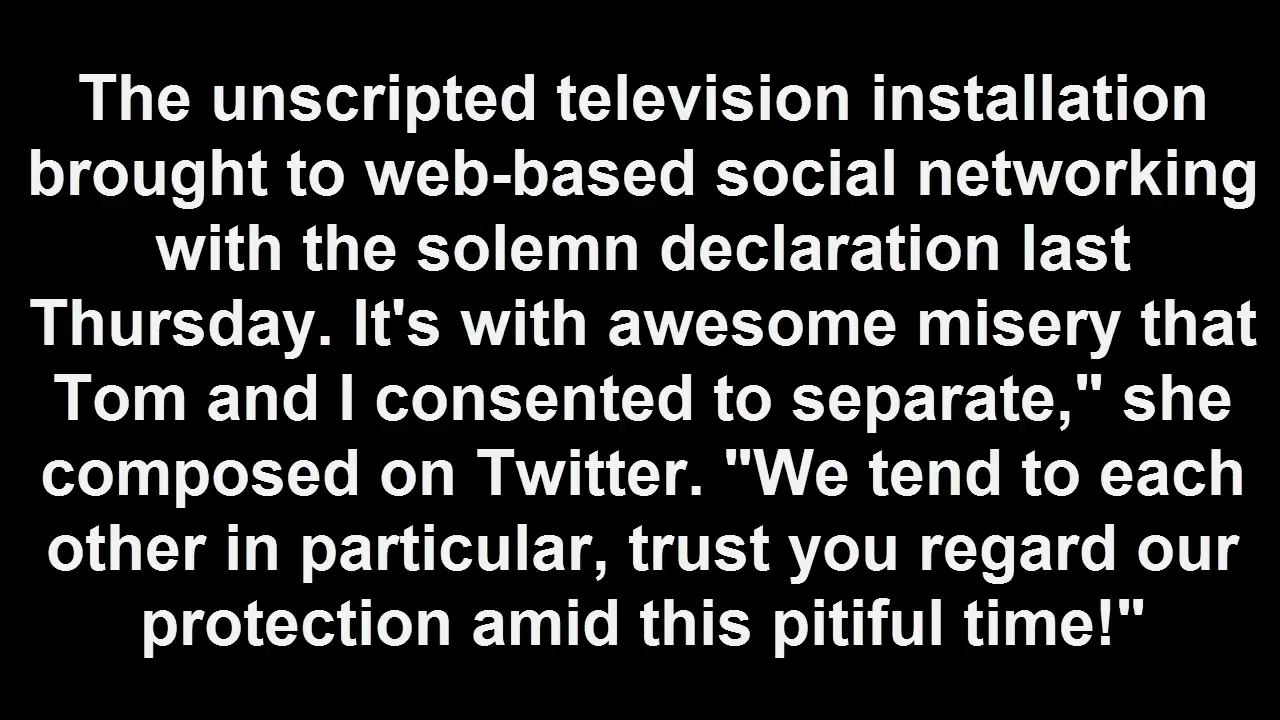 The unscripted television installation
brought to web-based social networking
with the solemn declaration last
Thursday. It's with awesome misery that
Tom and I consented to separate," she
composed on Twitter. "We tend to each
other in particular, trust you regard our
protection amid this pitiful time!"